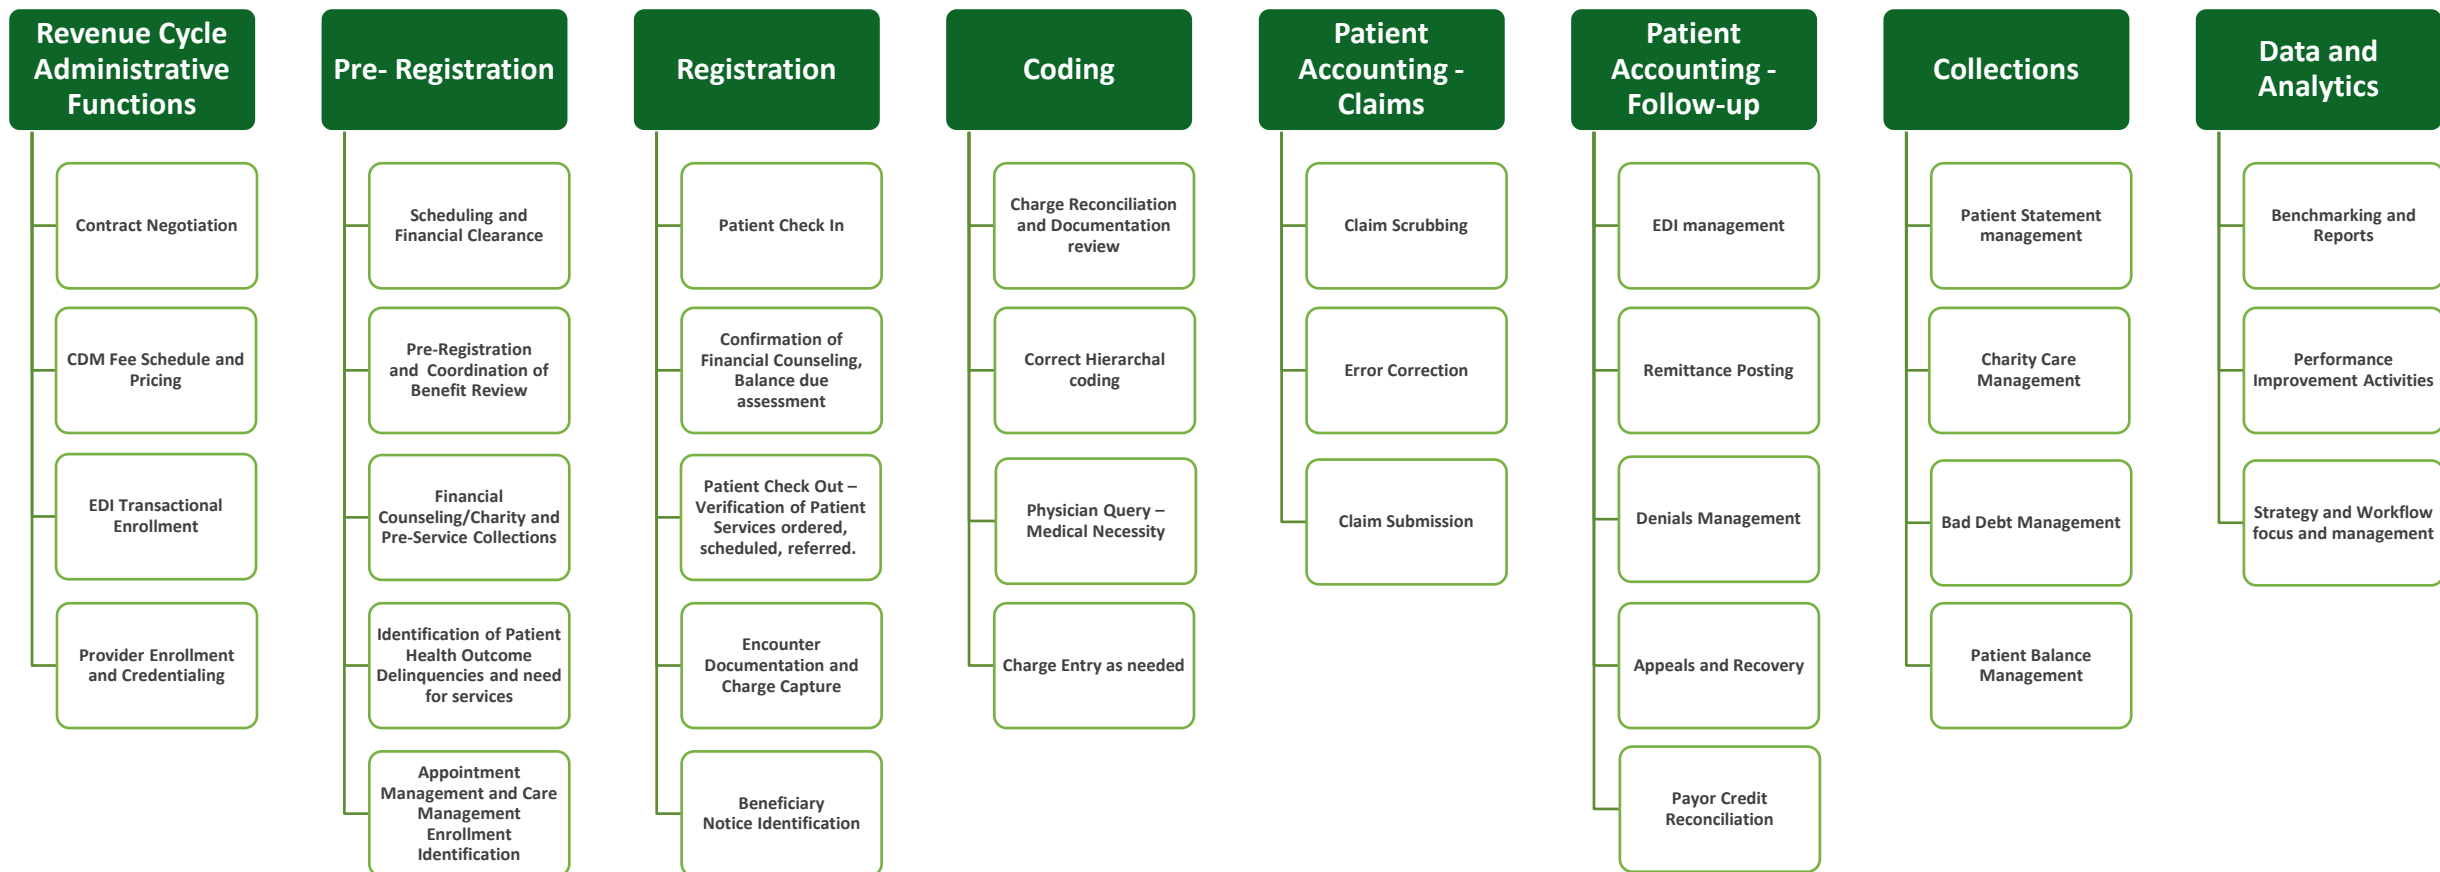 Revenue Cycle
Administrative
Functions
Contract Negotiation
CDM Fee Schedule and
Pricing
EDI Transactional
Enrollment
Provider Enrollment
and Credentialing
Pre- Registration
Scheduling and
Financial Clearance
Pre-Registration
and  Coordination of
Benefit Review
Financial
Counseling/Charity and
Pre-Service Collections
Identification of Patient
Health Outcome
Delinquencies and need
for services
Appointment
Management and Care
Management
Enrollment
Identification
Registration
Patient Check In
Confirmation of
Financial Counseling,
Balance due
assessment
Patient Check Out –
Verification of Patient
Services ordered,
scheduled, referred.
Encounter
Documentation and
Charge Capture
Beneficiary
Notice Identification
Coding
Charge Reconciliation
and Documentation
review
Correct Hierarchal
coding
Physician Query –
Medical Necessity
Charge Entry as needed
Patient
Accounting -
Claims
Claim Scrubbing
Error Correction
Claim Submission
Patient
Accounting -
Follow-up
EDI management
Remittance Posting
Denials Management
Appeals and Recovery
Payor Credit
Reconciliation
Collections
Patient Statement
management
Charity Care
Management
Bad Debt Management
Patient Balance
Management
Data and
Analytics
Benchmarking and
Reports
Performance
Improvement Activities
Strategy and Workflow
focus and management